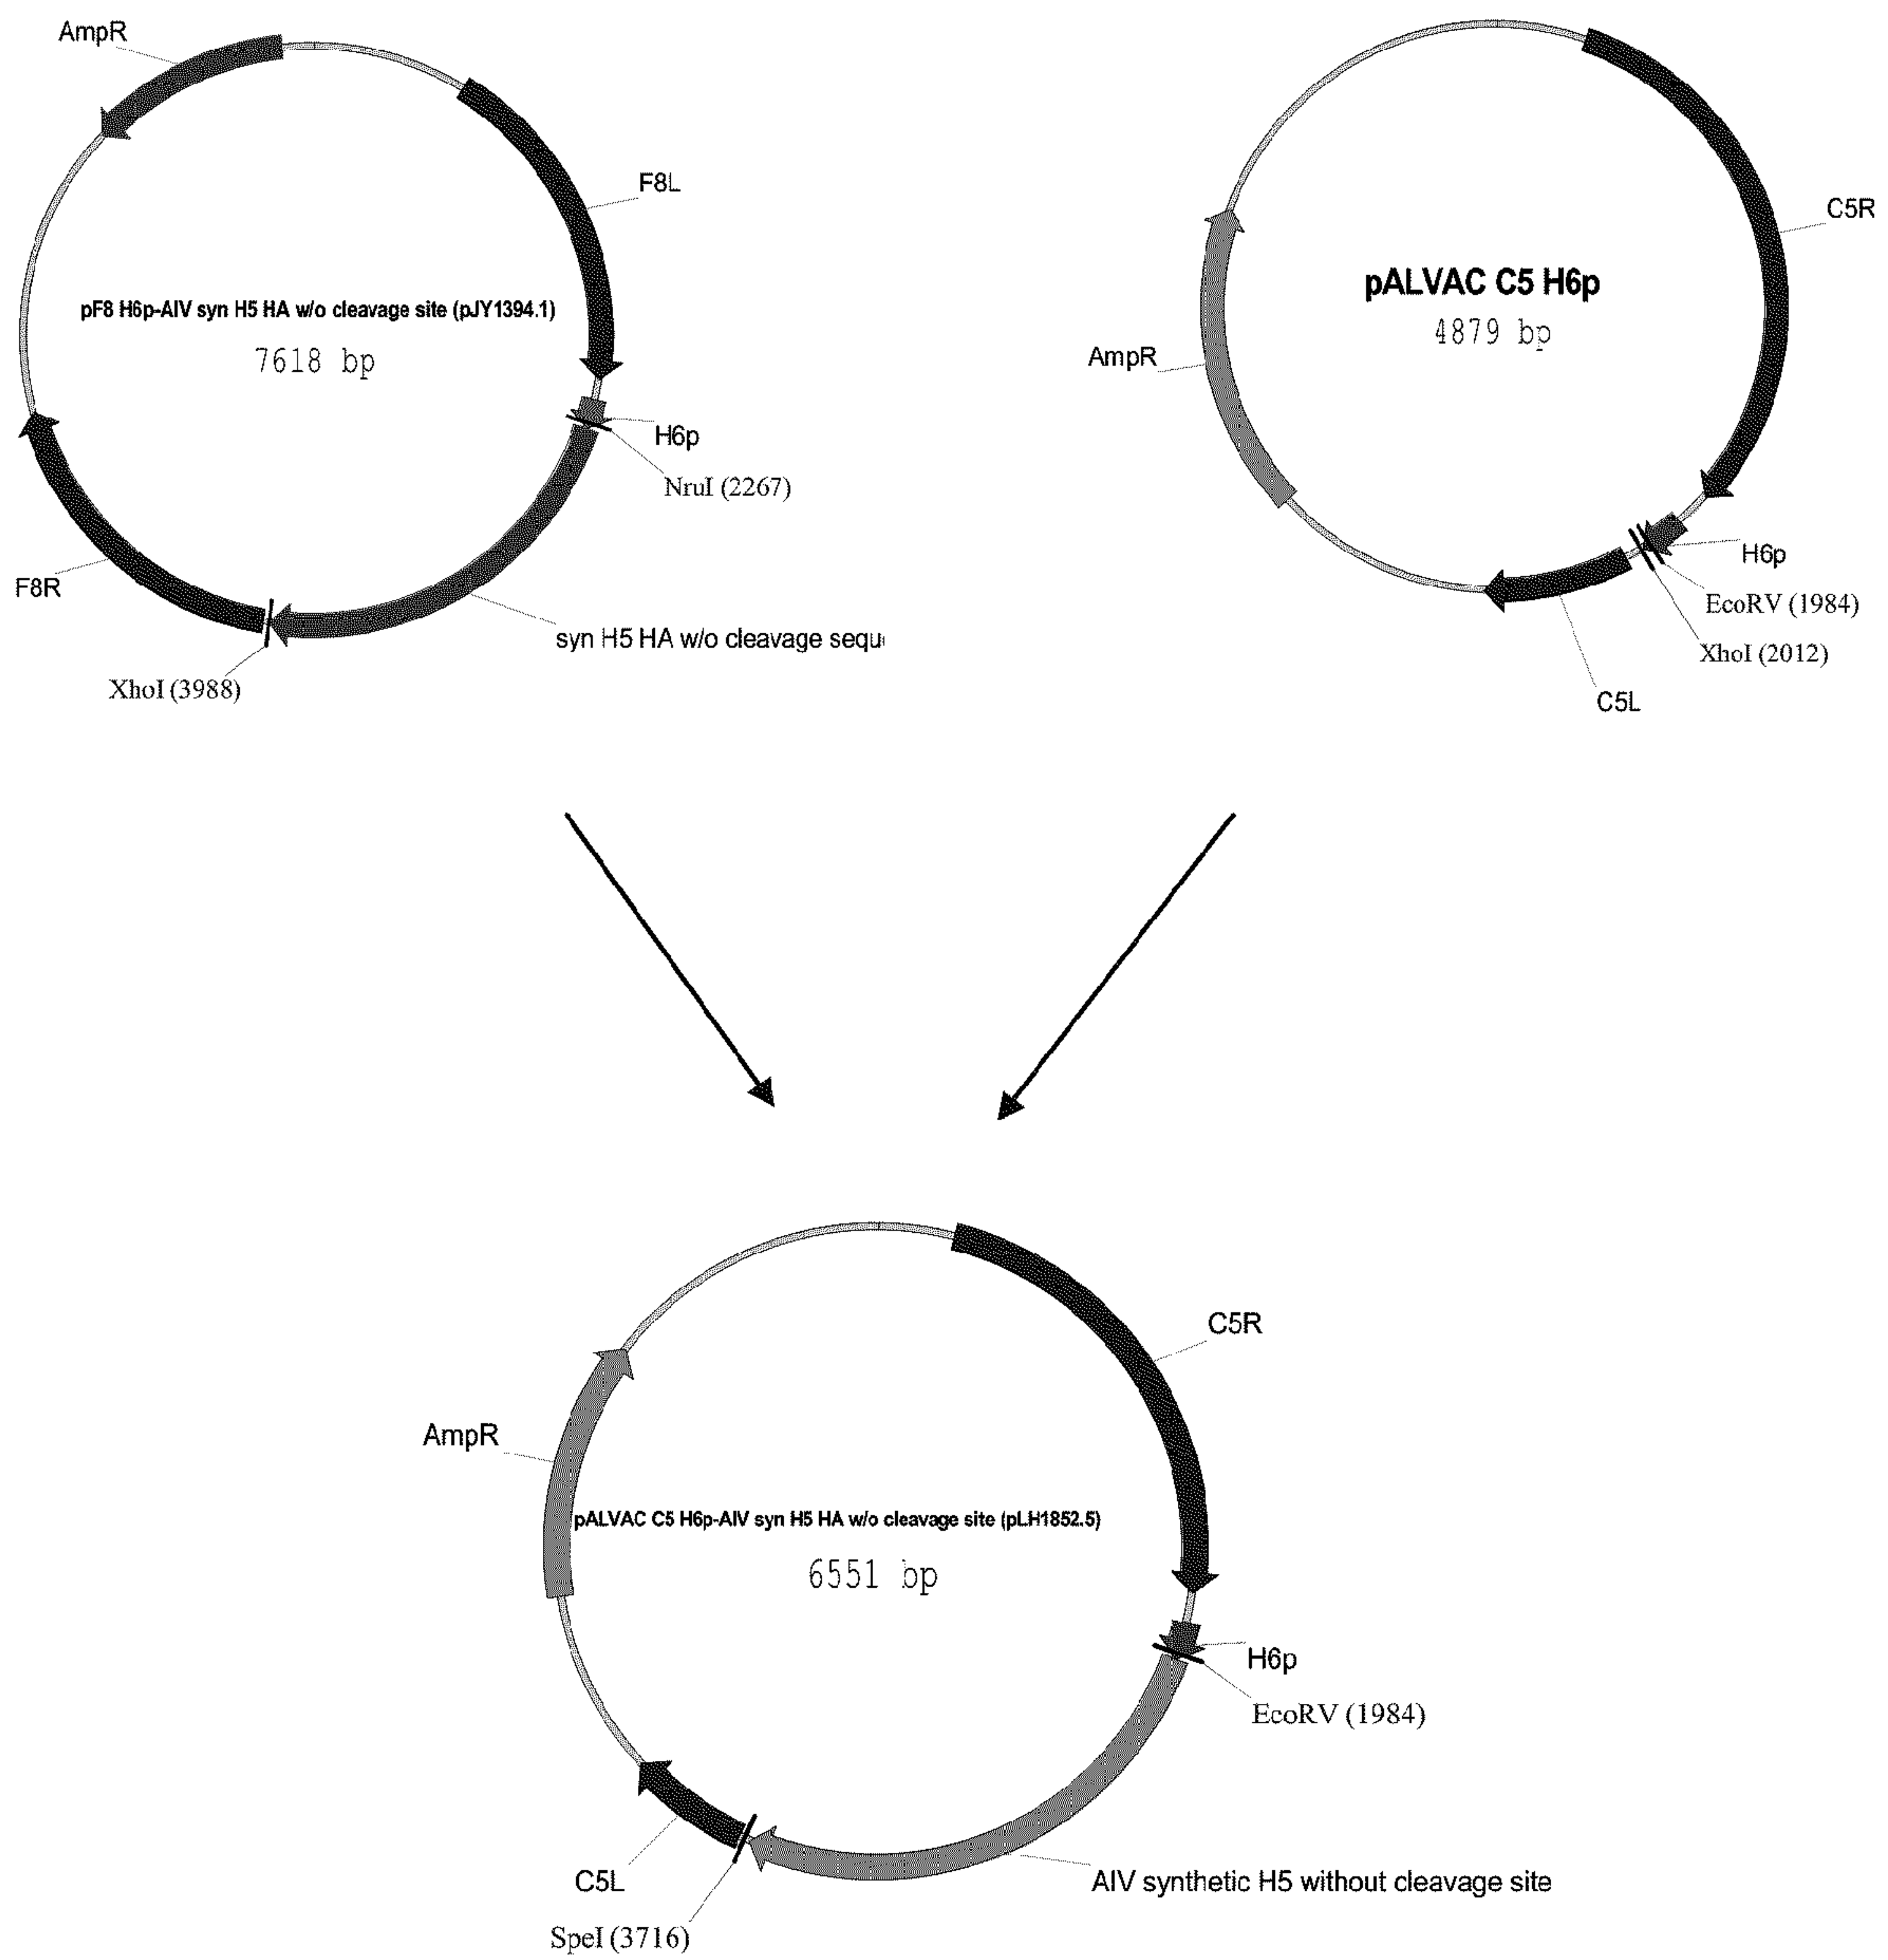 AmpR
F8L
pF8 H6p-AIV syn H5 HA w/o cleavage site (pJY1394.1)
7618 bp
H6p
NruI (2267)
F8R
syn H5 HA w/o cleavage sequ
XhoI (3988)
C5R
pALVAC C5 H6p
4879 bp
AmpR
H6p
EcoRV (1984)
XhoI (2012)
C5L
C5R
AmpR
pALVAC C5 H6p-AIV syn H5 HA w/o cleavage site (pLH1852.5)
6551 bp
H6p
EcoRV (1984)
C5L
AIV synthetic H5 without cleavage site
SpeI (3716)